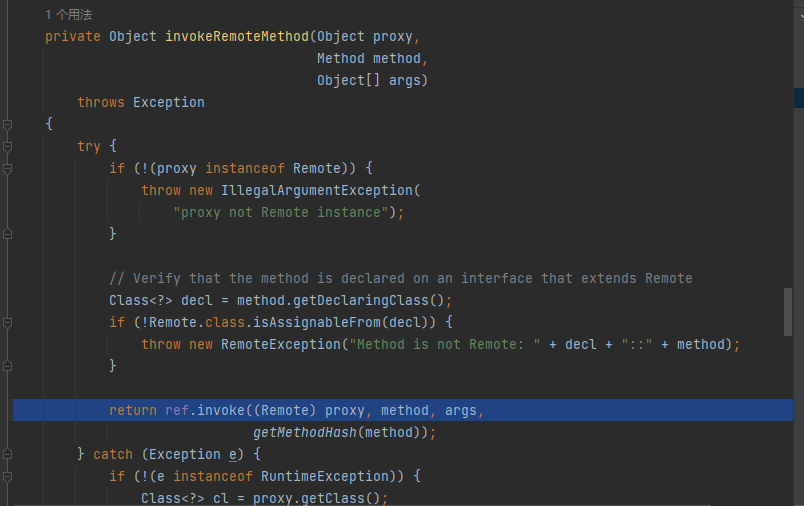 1 个用法
private Object invokeRemoteMethod(Object proxy,
Method method,
Object[] args)
throws Exception
{
try {
if (!(proxy instanceof Remote)) {
throw new IllegalArgumentException(
"proxy not Remote instance");
}
// Verify that the method is declared on an interface that extends Remote
Class<?> decl = method.getDeclaringClass();
if (!Remote.class.isAssignableFrom(decl)) {
throw new RemoteException("Method is not Remote: " + decl + "::" + method);
}
return ref.invoke((Remote) proxy, method, args,
getMethodHash(method));
} catch (Exception e) {
if (!(e instanceof RuntimeException)) {
Class<?> cl = proxy.getClass();